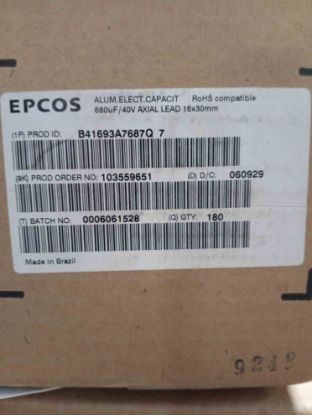 EPCOS
ALUM.ELECT.CAPACIT RoHS compatible
680uF/40V AXIAL LEAD 16x30mm
(1P) PROD ID: B41693A7687Q 7
(9K) PROD ORDER NO: 103559651 (D) D/C: 060929
(T) BATCH NO: 0006061528 (Q) QTY: 180
Made in Brazil
9248